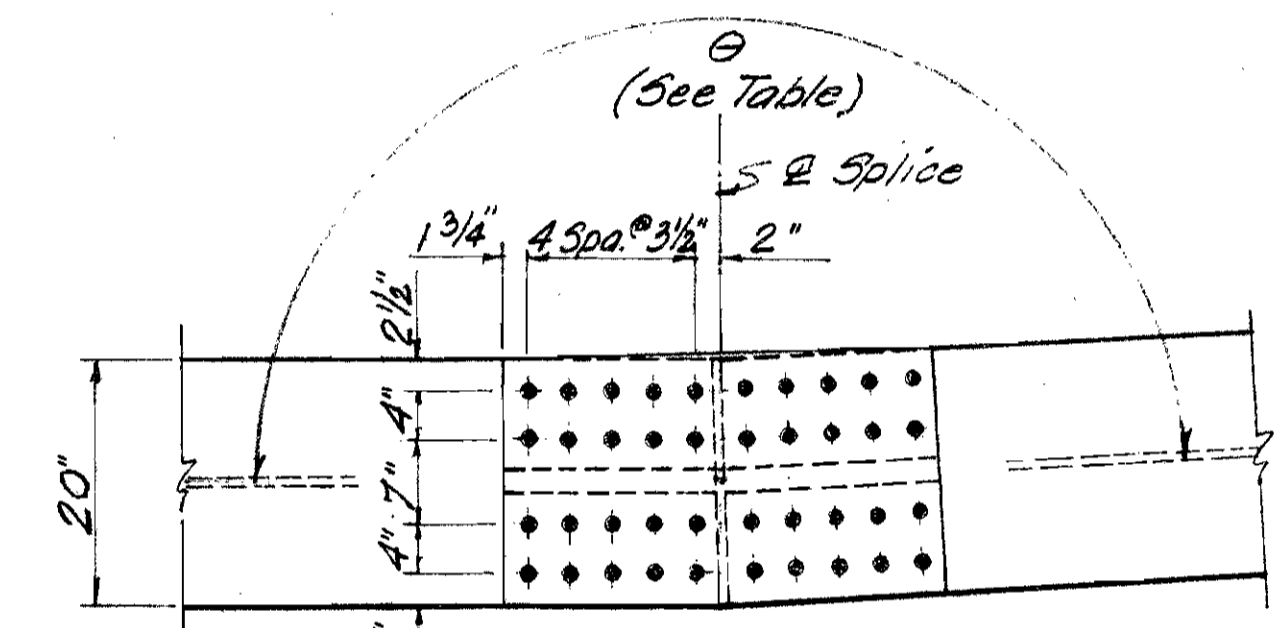 θ
(See Table)
℄ Splice
1 3/4"
4 Spa. @ 3 1/2"
2"
2 1/2"
4"
7"
4"
20"